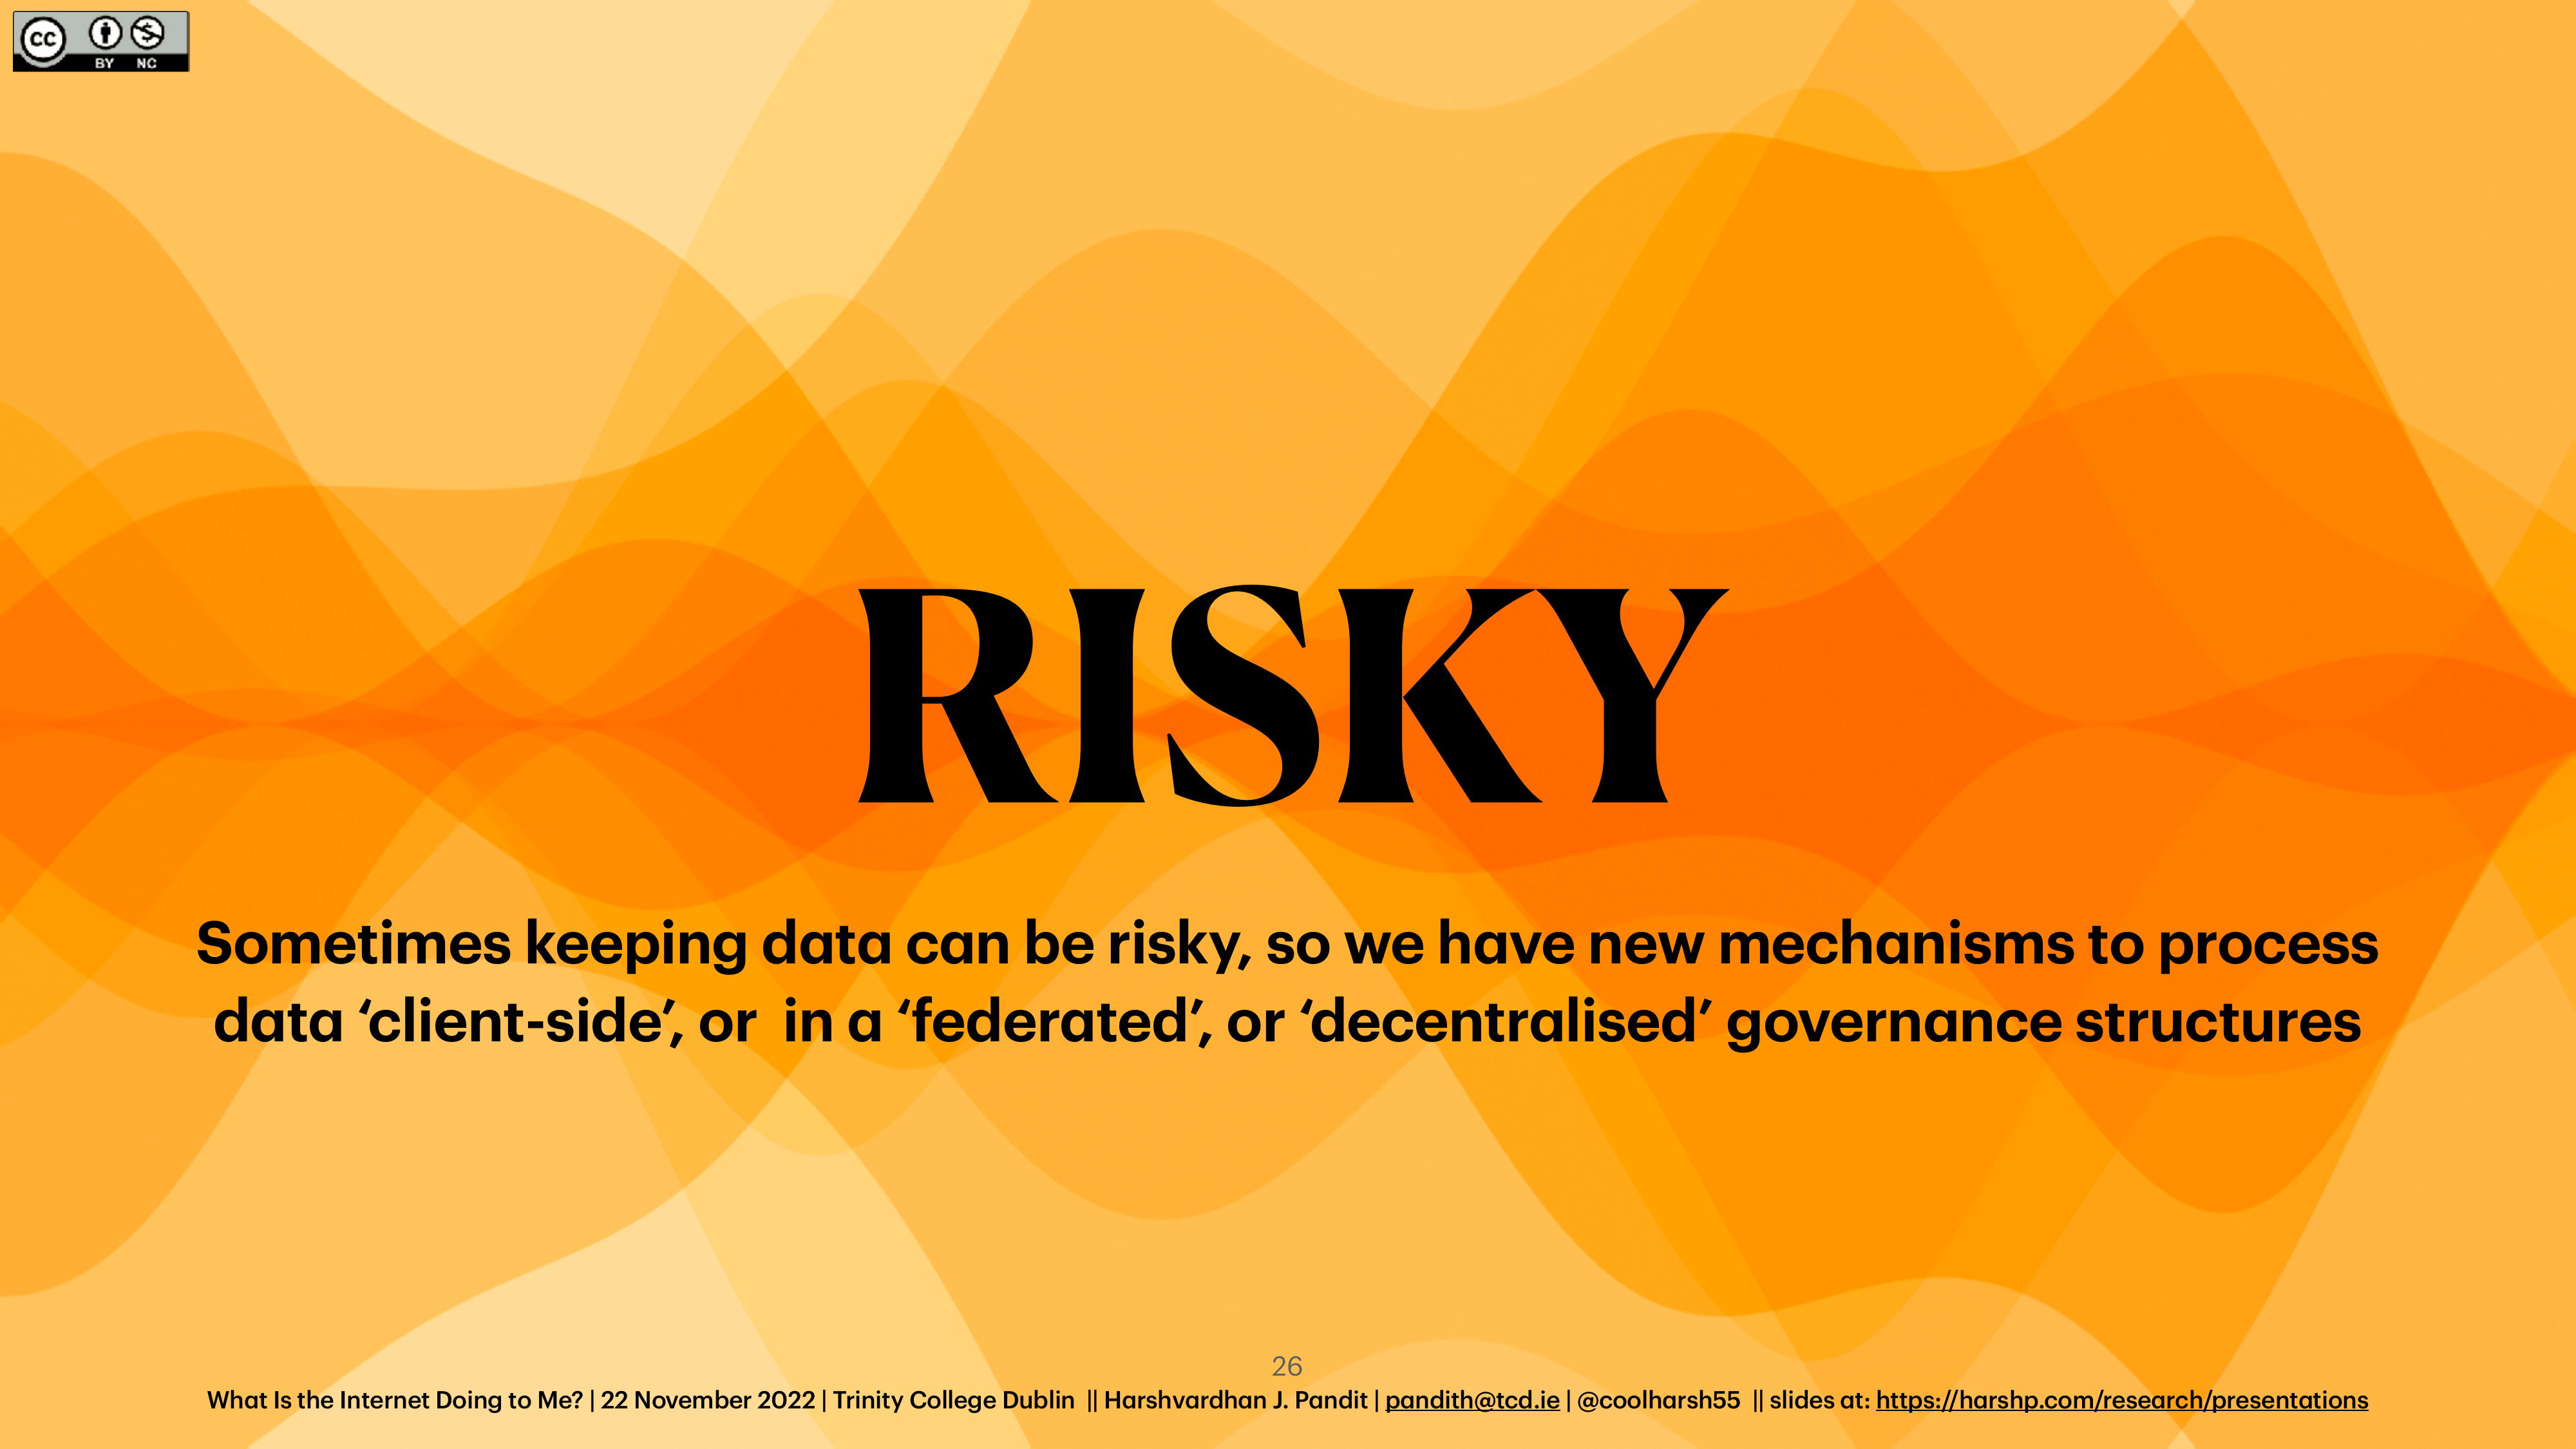 CC BY NC
RISKY
Sometimes keeping data can be risky, so we have new mechanisms to process
data ‘client-side’, or  in a ‘federated’, or ‘decentralised’ governance structures
26
What Is the Internet Doing to Me? | 22 November 2022 | Trinity College Dublin  || Harshvardhan J. Pandit | pandith@tcd.ie | @coolharsh55  || slides at: https://harshp.com/research/presentations